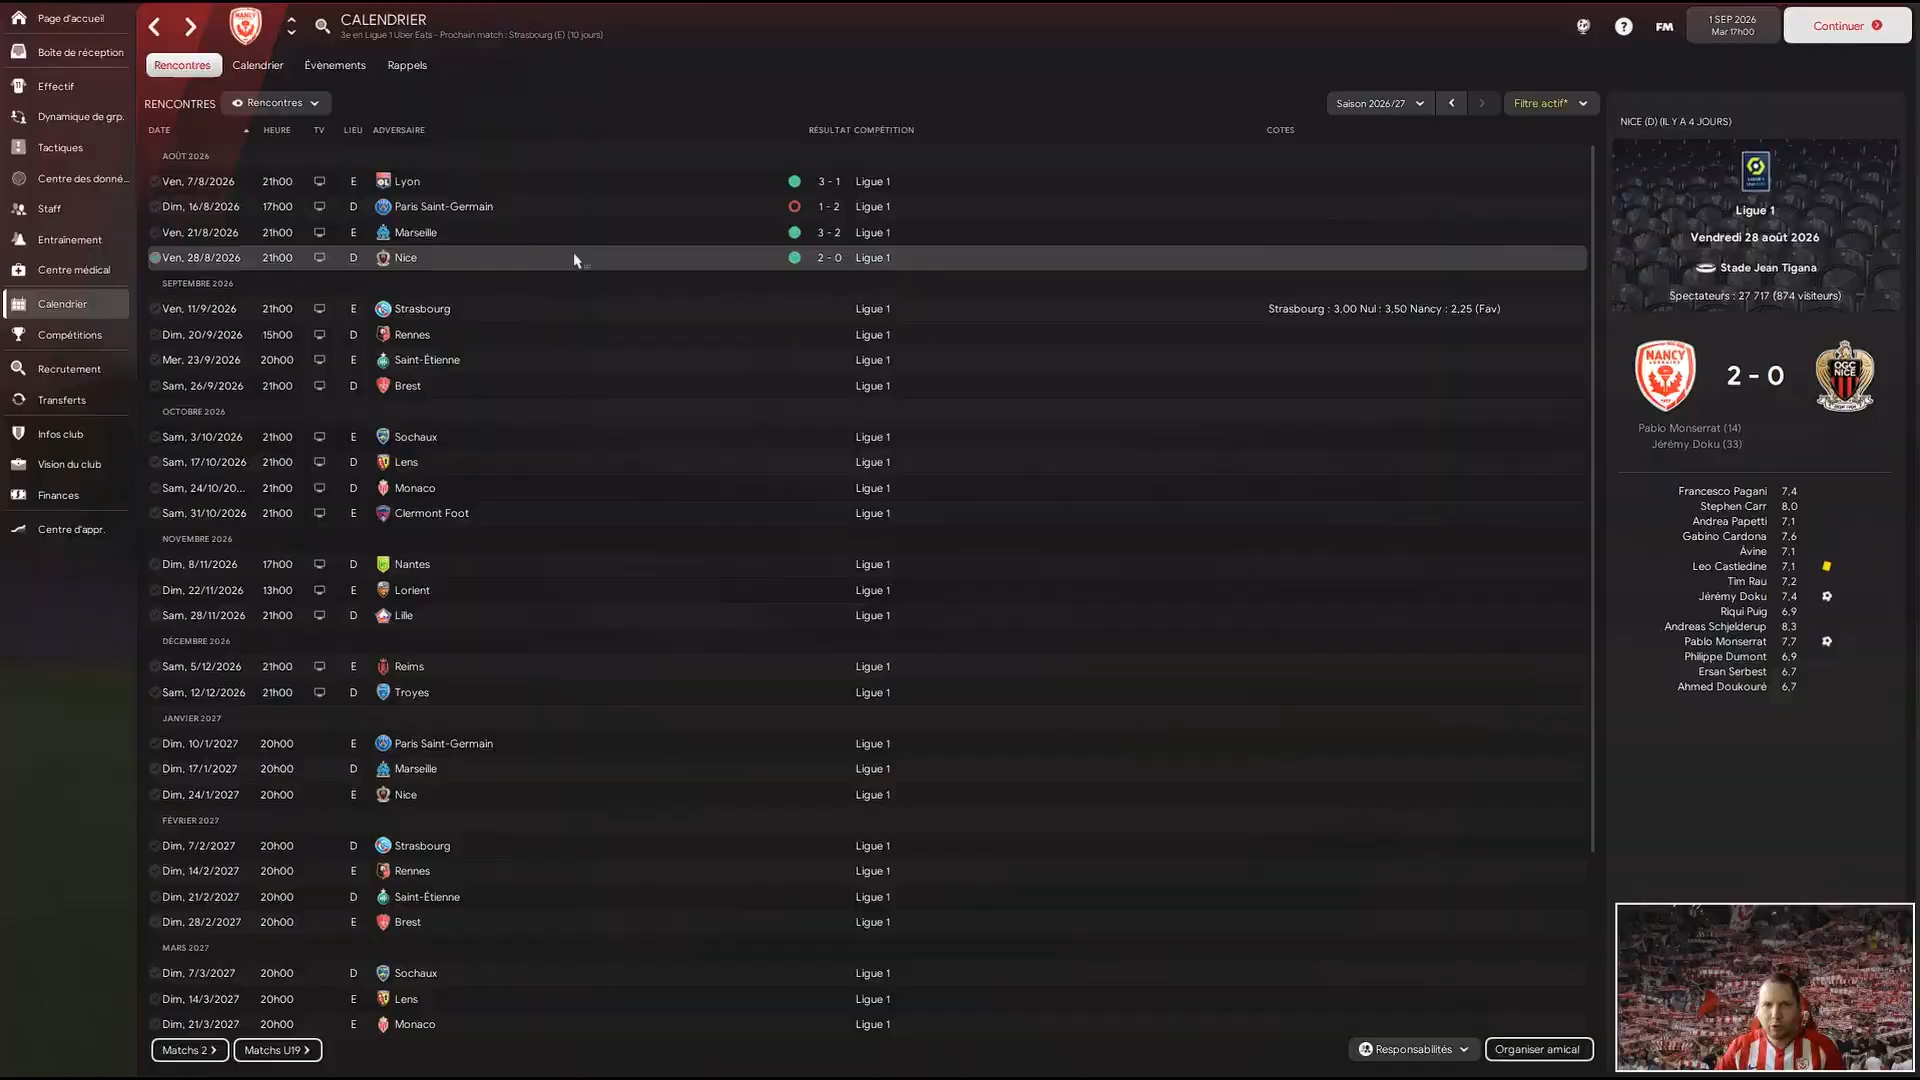 Page d'accueil
Boîte de réception
Effectif
Dynamique de grp.
Tactiques
Centre des donné...
Staff
Entraînement
Centre médical
Calendrier
Compétitions
Recrutement
Transferts
Infos club
Vision du club
Finances
Centre d'appr.
CALENDRIER
3e en Ligue 1 Uber Eats - Prochain match : Strasbourg (E) (10 jours)
FM
1 SEP 2026
Mar 17h00
Continuer
Rencontres Calendrier Évènements Rappels
RENCONTRES Rencontres
Saison 2026/27 Filtre actif*
DATE HEURE TV LIEU ADVERSAIRE RÉSULTAT COMPÉTITION COTES
AOÛT 2026
Ven, 7/8/2026 21h00 E Lyon 3 - 1 Ligue 1
Dim, 16/8/2026 17h00 D Paris Saint-Germain 1 - 2 Ligue 1
Ven, 21/8/2026 21h00 E Marseille 3 - 2 Ligue 1
Ven, 28/8/2026 21h00 D Nice 2 - 0 Ligue 1
SEPTEMBRE 2026
Ven, 11/9/2026 21h00 E Strasbourg Ligue 1 Strasbourg : 3,00 Nul : 3,50 Nancy : 2,25 (Fav)
Dim, 20/9/2026 15h00 D Rennes Ligue 1
Mer, 23/9/2026 20h00 E Saint-Étienne Ligue 1
Sam, 26/9/2026 21h00 D Brest Ligue 1
OCTOBRE 2026
Sam, 3/10/2026 21h00 E Sochaux Ligue 1
Sam, 17/10/2026 21h00 D Lens Ligue 1
Sam, 24/10/20... 21h00 D Monaco Ligue 1
Sam, 31/10/2026 21h00 E Clermont Foot Ligue 1
NOVEMBRE 2026
Dim, 8/11/2026 17h00 D Nantes Ligue 1
Dim, 22/11/2026 13h00 E Lorient Ligue 1
Sam, 28/11/2026 21h00 D Lille Ligue 1
DÉCEMBRE 2026
Sam, 5/12/2026 21h00 E Reims Ligue 1
Sam, 12/12/2026 21h00 D Troyes Ligue 1
JANVIER 2027
Dim, 10/1/2027 20h00 E Paris Saint-Germain Ligue 1
Dim, 17/1/2027 20h00 D Marseille Ligue 1
Dim, 24/1/2027 20h00 E Nice Ligue 1
FÉVRIER 2027
Dim, 7/2/2027 20h00 D Strasbourg Ligue 1
Dim, 14/2/2027 20h00 E Rennes Ligue 1
Dim, 21/2/2027 20h00 D Saint-Étienne Ligue 1
Dim, 28/2/2027 20h00 E Brest Ligue 1
MARS 2027
Dim, 7/3/2027 20h00 D Sochaux Ligue 1
Dim, 14/3/2027 20h00 E Lens Ligue 1
Dim, 21/3/2027 20h00 E Monaco Ligue 1
Matchs 2 Matchs U19 Responsabilités Organiser amical
NICE (D) (IL Y A 4 JOURS)
Ligue 1
Vendredi 28 août 2026
Stade Jean Tigana
Spectateurs : 27 717 (874 visiteurs)
NANCY
2 - 0
OGC
NICE
Pablo Monserrat (14)
Jérémy Doku (33)
Francesco Pagani 7,4
Stephen Carr 8,0
Andrea Papetti 7,1
Gabino Cardona 7,6
Ávine 7,1
Leo Castledine 7,1
Tim Rau 7,2
Jérémy Doku 7,4
Riqui Puig 6,9
Andreas Schjelderup 8,3
Pablo Monserrat 7,7
Philippe Dumont 6,9
Ersan Serbest 6,7
Ahmed Doukouré 6,7